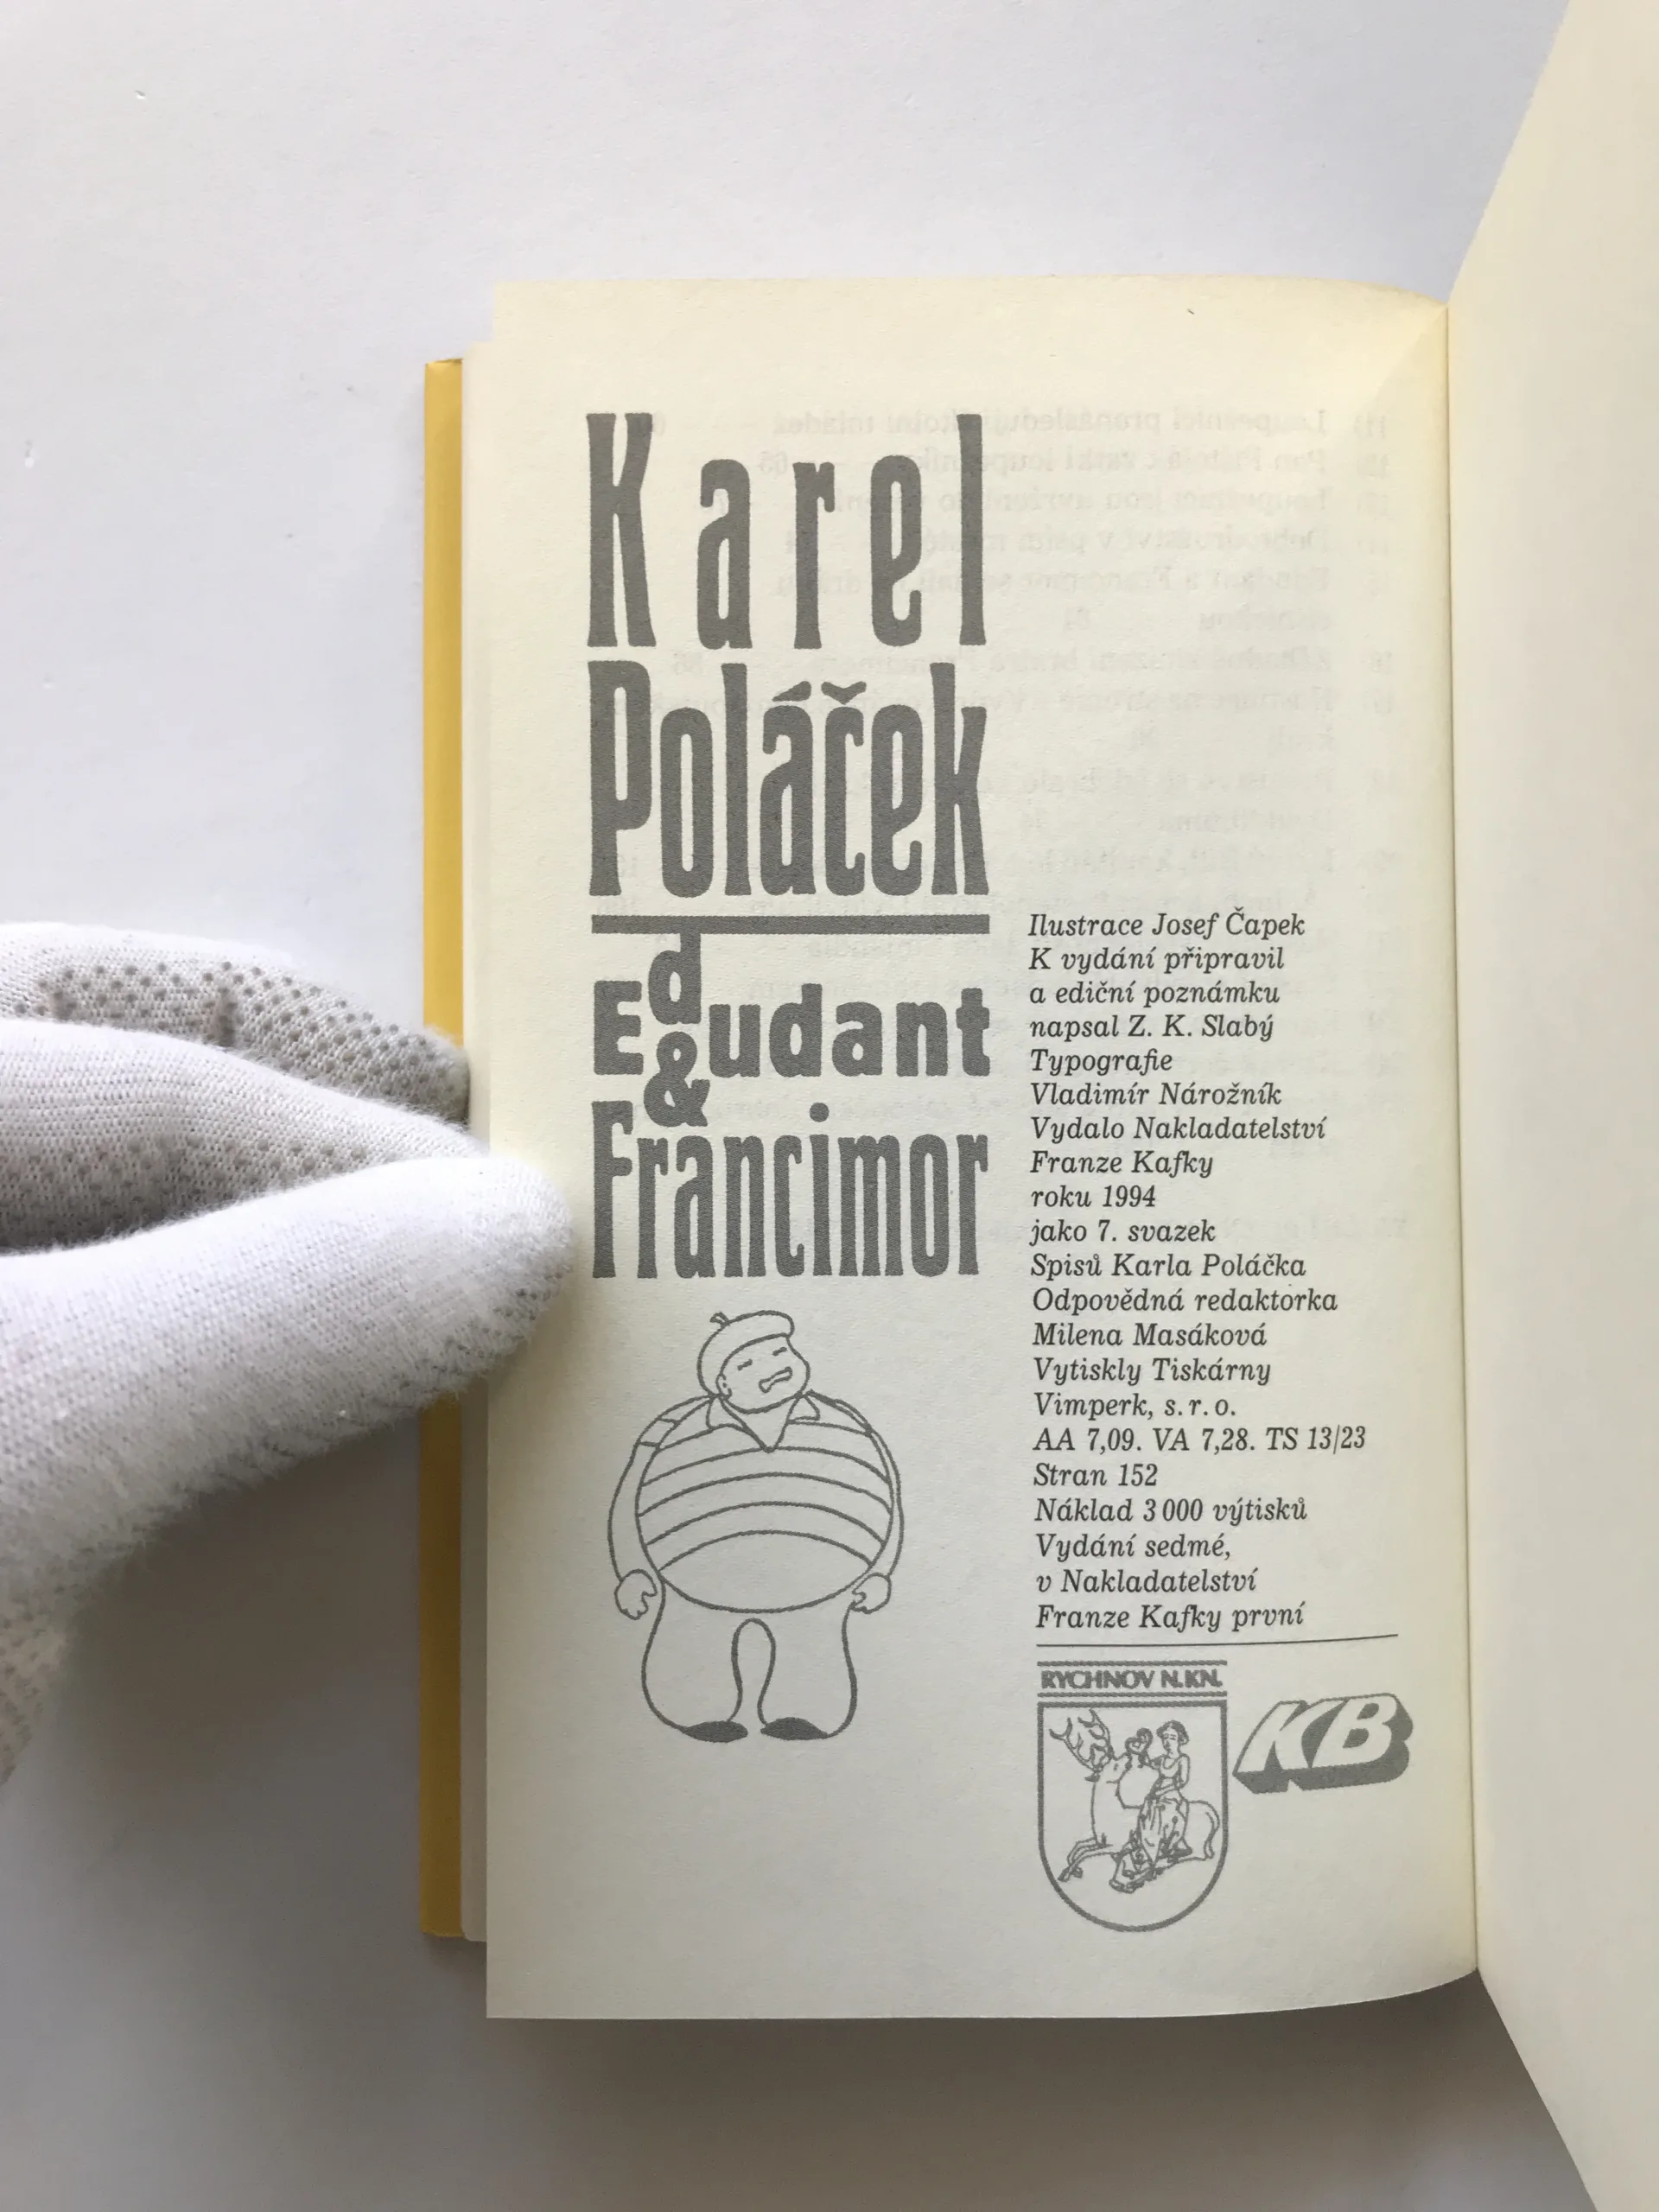 Karel
Poláček
Edudant
&
Francimor
Ilustrace Josef Čapek
K vydání připravil
a ediční poznámku
napsal Z. K. Slabý
Typografie
Vladimír Nárožník
Vydalo Nakladatelství
Franze Kafky
roku 1994
jako 7. svazek
Spisů Karla Poláčka
Odpovědná redaktorka
Milena Masáková
Vytiskly Tiskárny
Vimperk, s. r. o.
AA 7,09. VA 7,28. TS 13/23
Stran 152
Náklad 3 000 výtisků
Vydání sedmé,
v Nakladatelství
Franze Kafky první
RYCHNOV N.KN.
KB